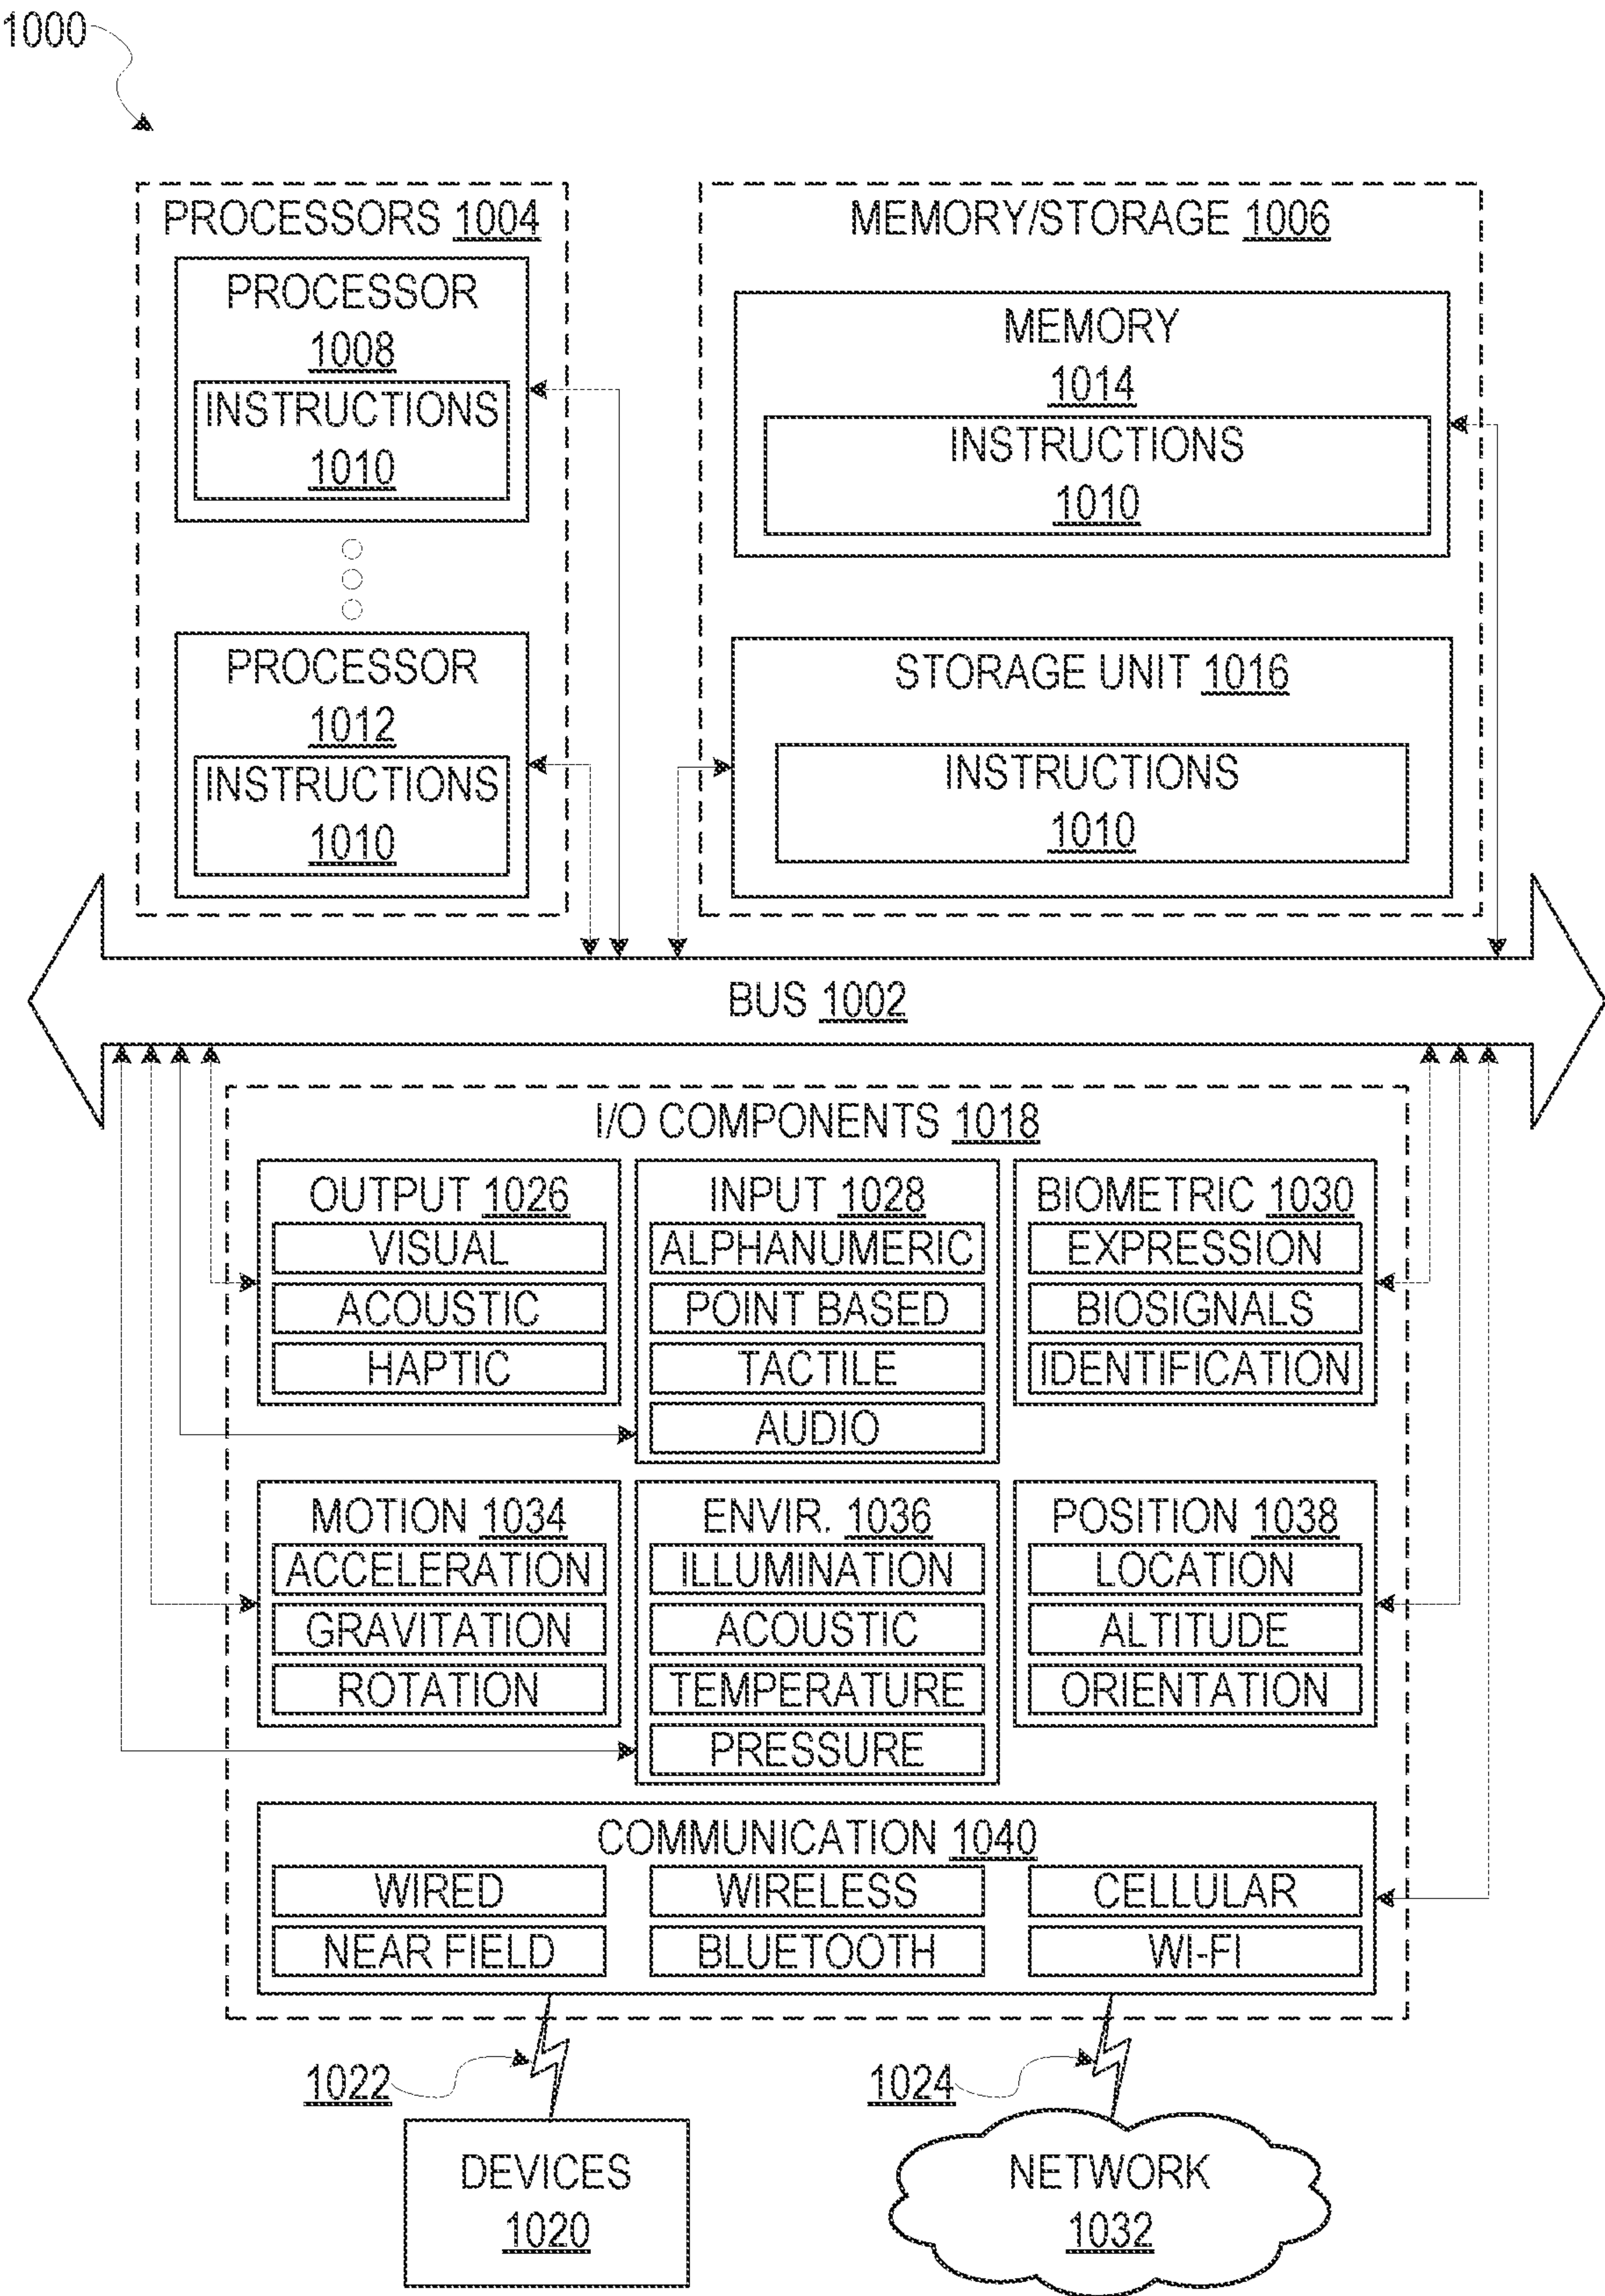 1000
PROCESSORS 1004
PROCESSOR
1008
INSTRUCTIONS
1010
PROCESSOR
1012
INSTRUCTIONS
1010
MEMORY/STORAGE 1006
MEMORY
1014
INSTRUCTIONS
1010
STORAGE UNIT 1016
INSTRUCTIONS
1010
BUS 1002
I/O COMPONENTS 1018
OUTPUT 1026
VISUAL
ACOUSTIC
HAPTIC
INPUT 1028
ALPHANUMERIC
POINT BASED
TACTILE
AUDIO
BIOMETRIC 1030
EXPRESSION
BIOSIGNALS
IDENTIFICATION
MOTION 1034
ACCELERATION
GRAVITATION
ROTATION
ENVIR. 1036
ILLUMINATION
ACOUSTIC
TEMPERATURE
PRESSURE
POSITION 1038
LOCATION
ALTITUDE
ORIENTATION
COMMUNICATION 1040
WIRED
WIRELESS
CELLULAR
NEAR FIELD
BLUETOOTH
WI-FI
1022
1024
DEVICES
1020
NETWORK
1032